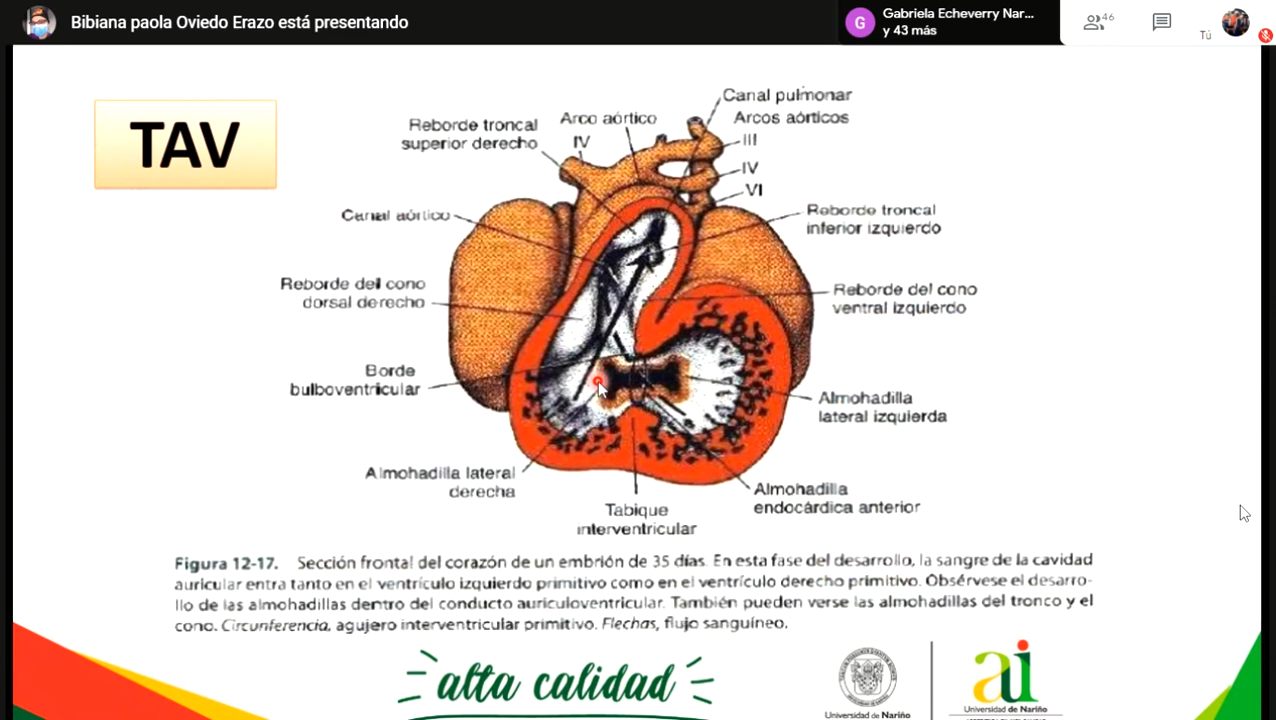 Bibiana paola Oviedo Erazo está presentando
G
Gabriela Echeverry Nar...
y 43 más
46
Tú
TAV
Canal pulmonar
Arco aórtico
Arcos aórticos
Reborde troncal
superior derecho
IV
III
IV
VI
Canal aórtico
Reborde troncal
inferior izquierdo
Reborde del cono
dorsal derecho
Reborde del cono
ventral izquierdo
Borde
bulboventricular
Almohadilla
lateral izquierda
Almohadilla lateral
derecha
Almohadilla
endocárdica anterior
Tabique
interventricular
Figura 12-17. Sección frontal del corazón de un embrión de 35 días. En esta fase del desarrollo, la sangre de la cavidad
auricular entra tanto en el ventrículo izquierdo primitivo como en el ventrículo derecho primitivo. Obsérvese el desarro-
llo de las almohadillas dentro del conducto auriculoventricular. También pueden verse las almohadillas del tronco y el
cono. Circunferencia, agujero interventricular primitivo. Flechas, flujo sanguíneo.
alta calidad
Universidad de Nariño
ai
Universidad de Nariño